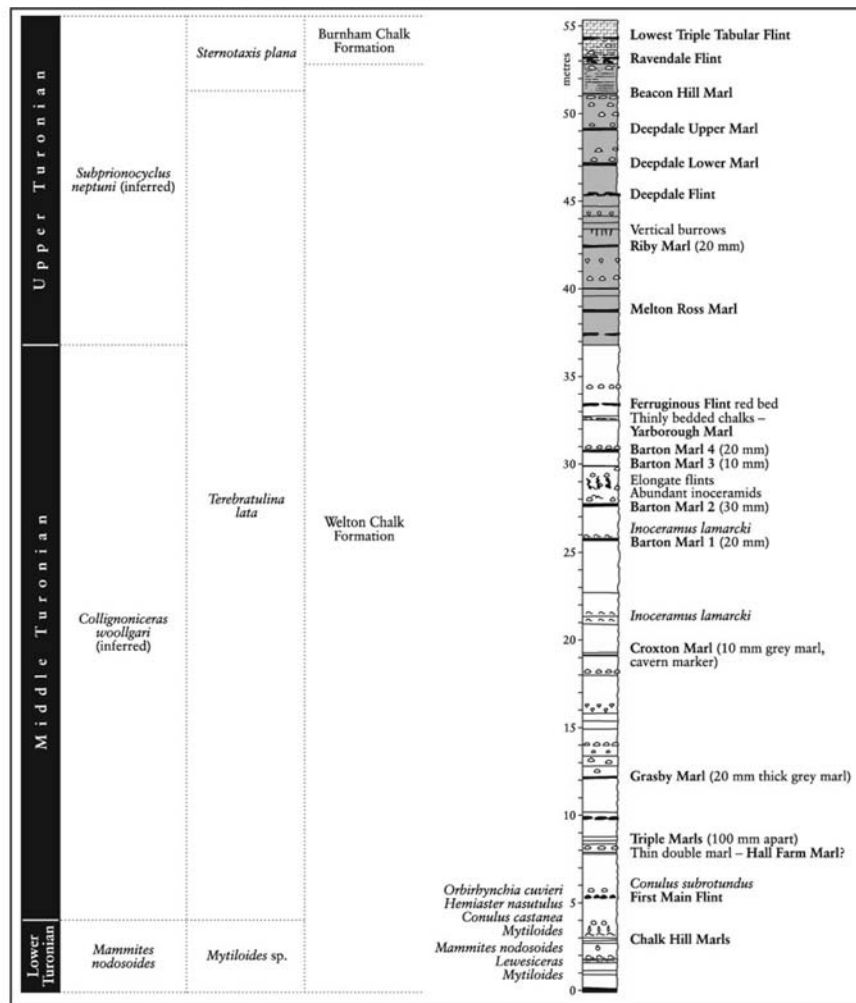 Upper Turonian
Middle Turonian
Lower
Turonian
Subprionocyclus
neptuni (inferred)
Collignoniceras
woollgari
(inferred)
Mammites
nodosoides
Sternotaxis plana
Terebratulina
lata
Mytiloides sp.
Burnham Chalk
Formation
Welton Chalk
Formation
metres
55
50
45
40
35
30
25
20
15
10
5
0
Lowest Triple Tabular Flint
Ravendale Flint
Beacon Hill Marl
Deepdale Upper Marl
Deepdale Lower Marl
Deepdale Flint
Vertical burrows
Riby Marl (20 mm)
Melton Ross Marl
Ferruginous Flint red bed
Thinly bedded chalks –
Yarborough Marl
Barton Marl 4 (20 mm)
Barton Marl 3 (10 mm)
Elongate flints
Abundant inoceramids
Barton Marl 2 (30 mm)
Inoceramus lamarcki
Barton Marl 1 (20 mm)
Inoceramus lamarcki
Croxton Marl (10 mm grey marl,
cavern marker)
Grasby Marl (20 mm thick grey marl)
Triple Marls (100 mm apart)
Thin double marl – Hall Farm Marl?
Conulus subrotundus
First Main Flint
Chalk Hill Marls
Orbirhynchia cuvieri
Hemiaster nasutulus
Conulus castanea
Mytiloides
Mammites nodosoides
Lewesiceras
Mytiloides